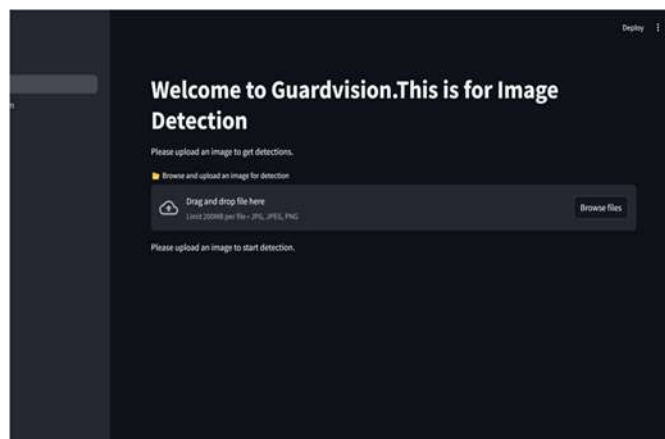 Deploy
Welcome to Guardvision.This is for Image
Detection
Please upload an image to get detections.
Browse and upload an image for detection
Drag and drop file here
Limit 200MB per file • JPG, JPEG, PNG
Browse files
Please upload an image to start detection.